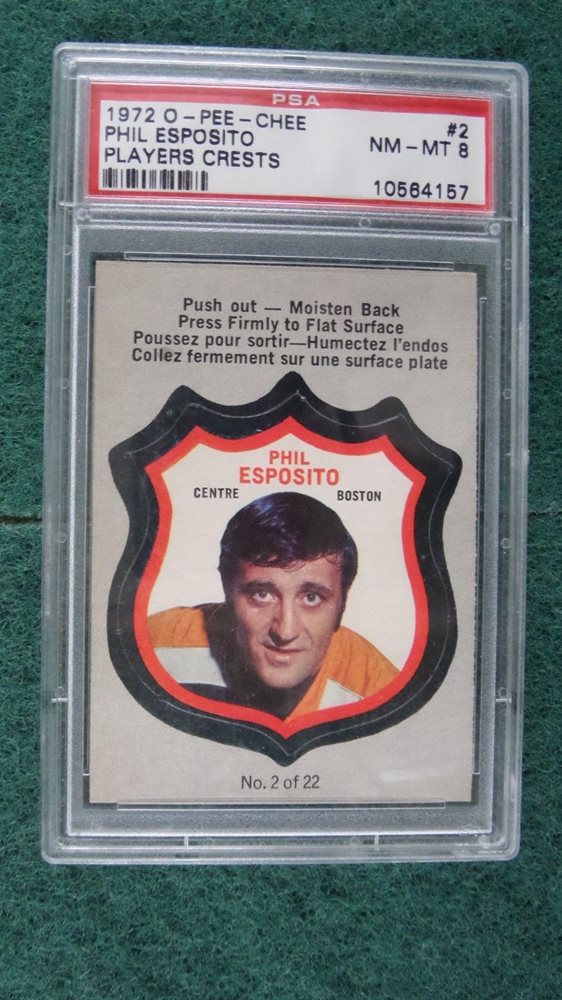 PSA
1972 O-PEE-CHEE #2
PHIL ESPOSITO NM-MT 8
PLAYERS CRESTS
10564157
Push out — Moisten Back
Press Firmly to Flat Surface
Poussez pour sortir—Humectez l'endos
Collez fermement sur une surface plate
PHIL
ESPOSITO
CENTRE BOSTON
No. 2 of 22